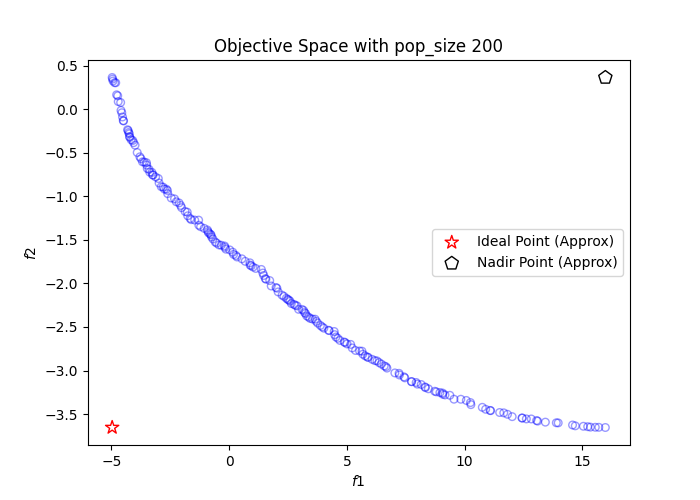 Objective Space with pop_size 200
0.5
0.0
−0.5
−1.0
−1.5
−2.0
−2.5
−3.0
−3.5
f2
Ideal Point (Approx)
Nadir Point (Approx)
−5 0 5 10 15
f1